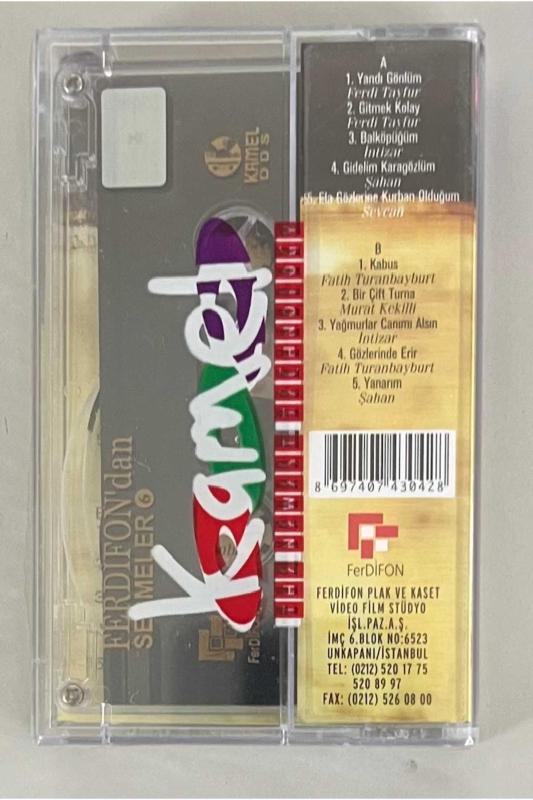 A
1. Yandı Gönlüm
Ferdi Tayfur
2. Gitmek Kolay
Ferdi Tayfur
3. Balköpüğüm
İntizar
4. Gidelim Karagözlüm
Şahan
5. Ela Gözlerine Kurban Olduğum
Sevcan
B
1. Kabus
Fatih Turanbayburt
2. Bir Çift Turna
Murat Kekilli
3. Yağmurlar Canımı Alsın
İntizar
4. Gözlerinde Erir
Fatih Turanbayburt
5. Yanarım
Şahan
8 697407 430428
FerDİFON
FERDİFON PLAK VE KASET
VİDEO FİLM STÜDYO
İŞL.PAZ.A.Ş.
İMÇ 6.BLOK NO:6523
UNKAPANI/İSTANBUL
TEL: (0212) 520 17 75
520 89 97
FAX: (0212) 526 08 00
Kamel
KAMEL
DDS
FERDİFON'dan
SEÇMELER 6